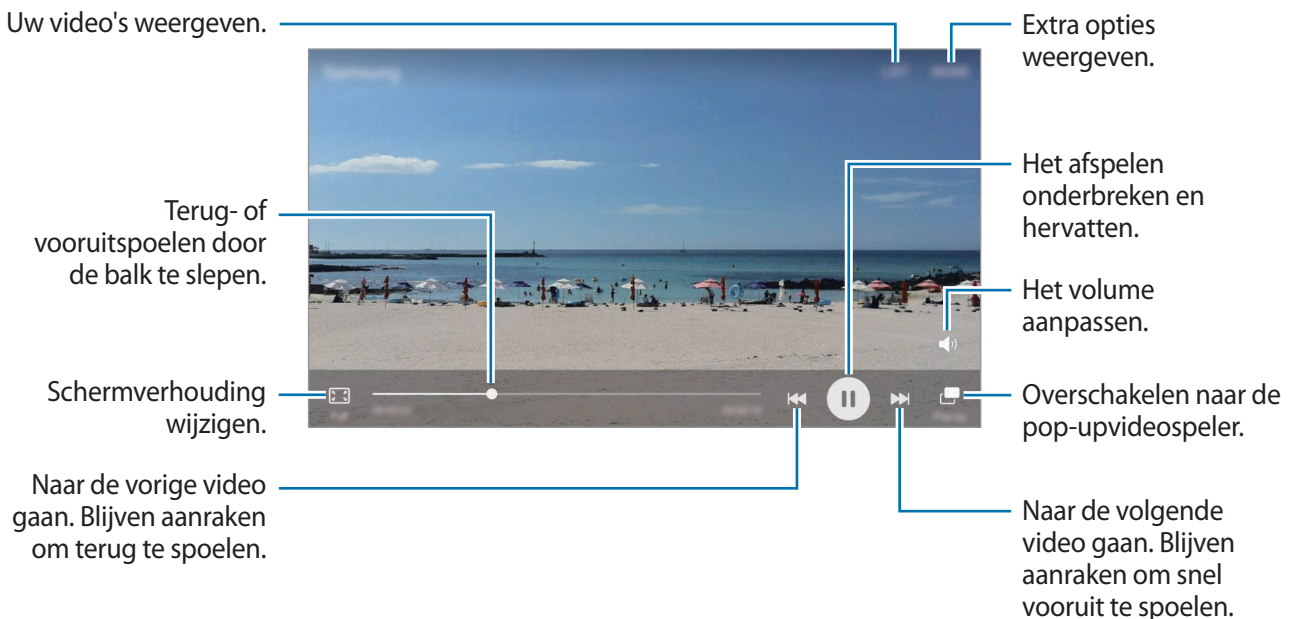 Uw video's weergeven.
Extra opties
weergeven.
Terug- of
vooruitspoelen door
de balk te slepen.
Het afspelen
onderbreken en
hervatten.
Het volume
aanpassen.
Schermverhouding
wijzigen.
Overschakelen naar de
pop-upvideospeler.
Naar de vorige video
gaan. Blijven aanraken
om terug te spoelen.
Naar de volgende
video gaan. Blijven
aanraken om snel
vooruit te spoelen.